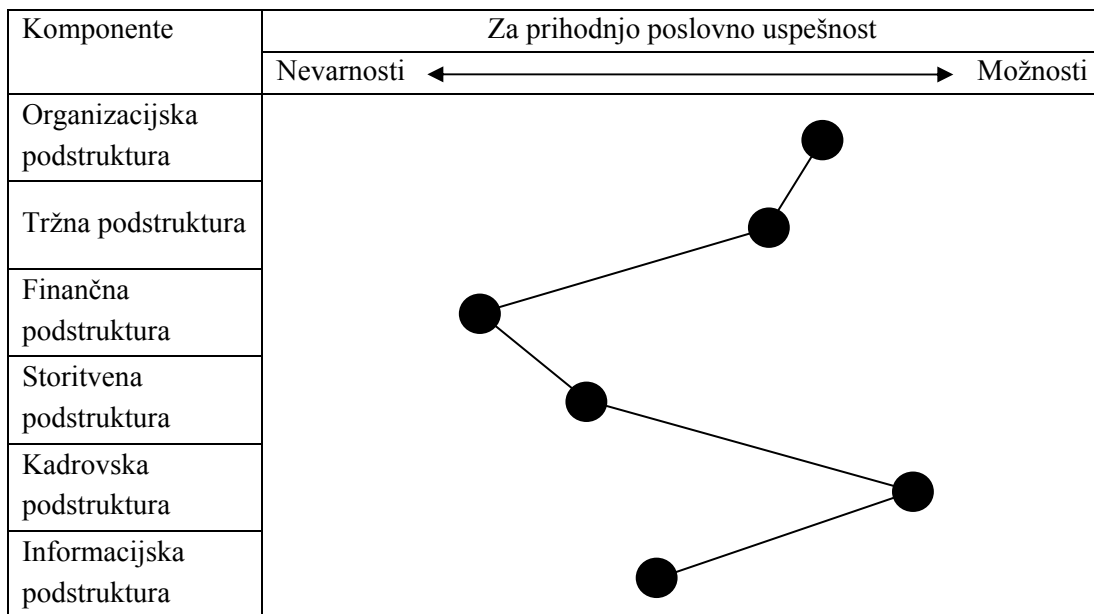 Komponente
Za prihodnjo poslovno uspešnost
Nevarnosti
Možnosti
Organizacijska
podstruktura
Tržna podstruktura
Finančna
podstruktura
Storitvena
podstruktura
Kadrovska
podstruktura
Informacijska
podstruktura